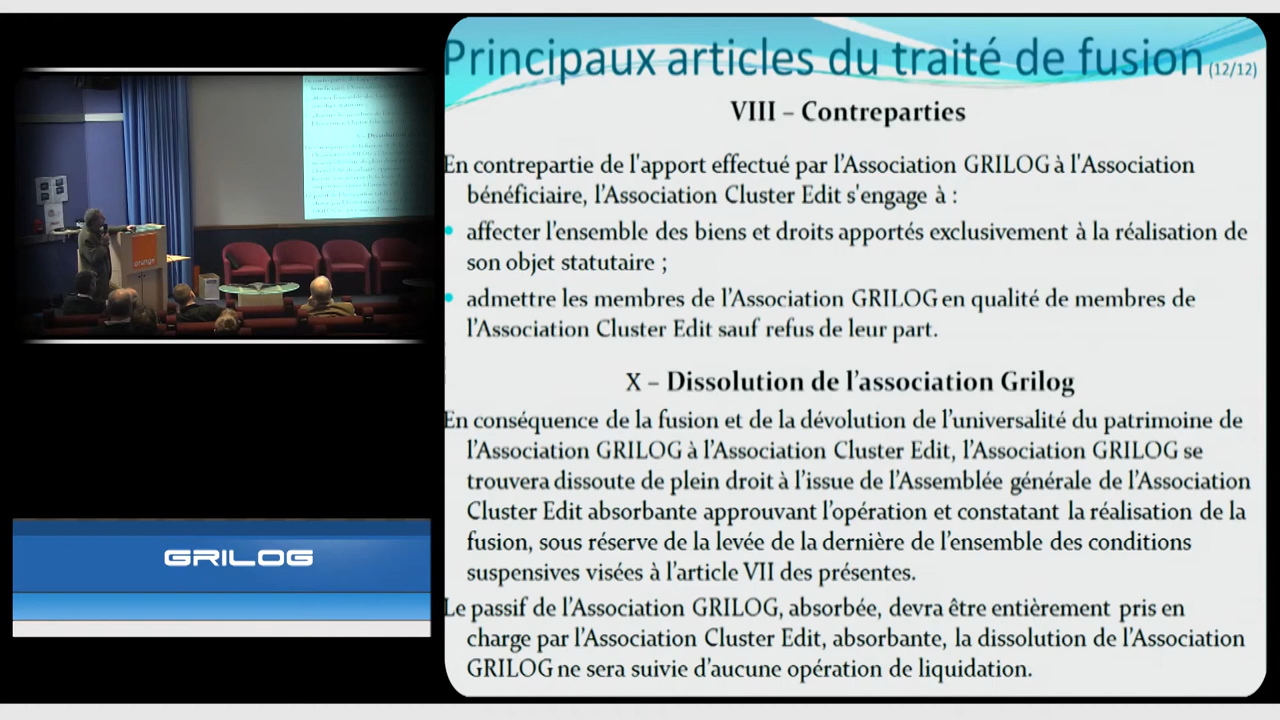 Principaux articles du traité de fusion (12/12)
VIII – Contreparties
En contrepartie de l'apport effectué par l'Association GRILOG à l'Association
bénéficiaire, l'Association Cluster Edit s'engage à :
• affecter l'ensemble des biens et droits apportés exclusivement à la réalisation de
son objet statutaire ;
• admettre les membres de l'Association GRILOG en qualité de membres de
l'Association Cluster Edit sauf refus de leur part.
X – Dissolution de l'association Grilog
En conséquence de la fusion et de la dévolution de l'universalité du patrimoine de
l'Association GRILOG à l'Association Cluster Edit, l'Association GRILOG se
trouvera dissoute de plein droit à l'issue de l'Assemblée générale de l'Association
Cluster Edit absorbante approuvant l'opération et constatant la réalisation de la
fusion, sous réserve de la levée de la dernière de l'ensemble des conditions
suspensives visées à l'article VII des présentes.
Le passif de l'Association GRILOG, absorbée, devra être entièrement pris en
charge par l'Association Cluster Edit, absorbante, la dissolution de l'Association
GRILOG ne sera suivie d'aucune opération de liquidation.
orange
GRILOG